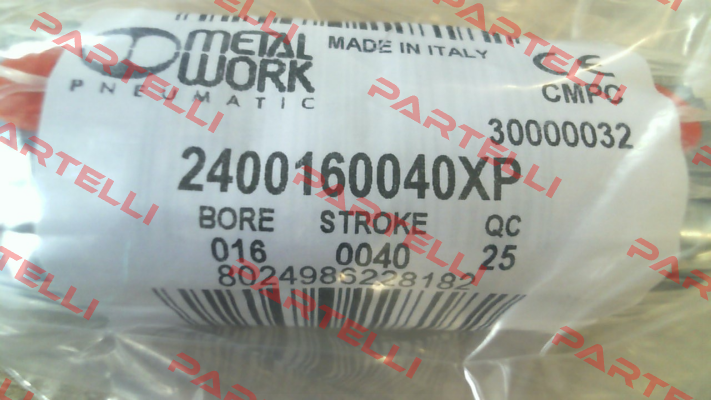 METAL
WORK
PNEUMATIC
MADE IN ITALY
CE
CMPC
30000032
2400160040XP
BORE STROKE QC
016 0040 25
8024986228182
PARTELLI
PARTELLI
PARTELLI
PARTELLI
PARTELLI
PARTELLI
PARTELLI
PARTELLI